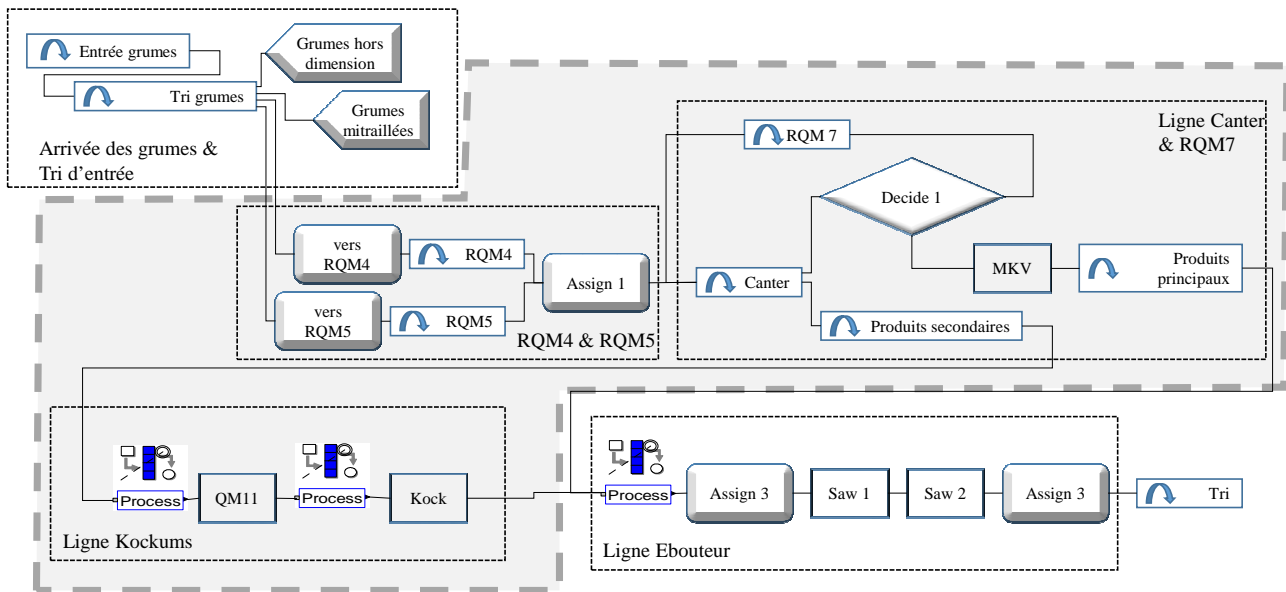 Entrée grumes
Grumes hors
dimension
Tri grumes
Grumes
mitraillées
Arrivée des grumes &
Tri d'entrée
RQM 7
Ligne Canter
& RQM7
Decide 1
vers
RQM4
RQM4
Assign 1
vers
RQM5
RQM5
RQM4 & RQM5
Canter
MKV
Produits
principaux
Produits secondaires
Process
QM11
Process
Kock
Ligne Kockums
Process
Assign 3
Saw 1
Saw 2
Assign 3
Tri
Ligne Ebouteur